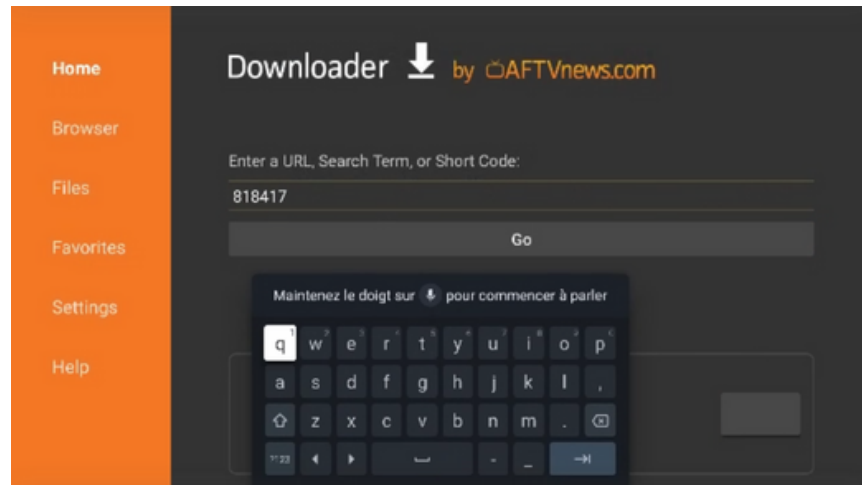 Home
Browser
Files
Favorites
Settings
Help
Downloader by AFTVnews.com
Enter a URL, Search Term, or Short Code:
818417
Go
Maintenez le doigt sur pour commencer à parler
q w e r t y u i o p
a s d f g h j k l ,
z x c v b n m .
- _